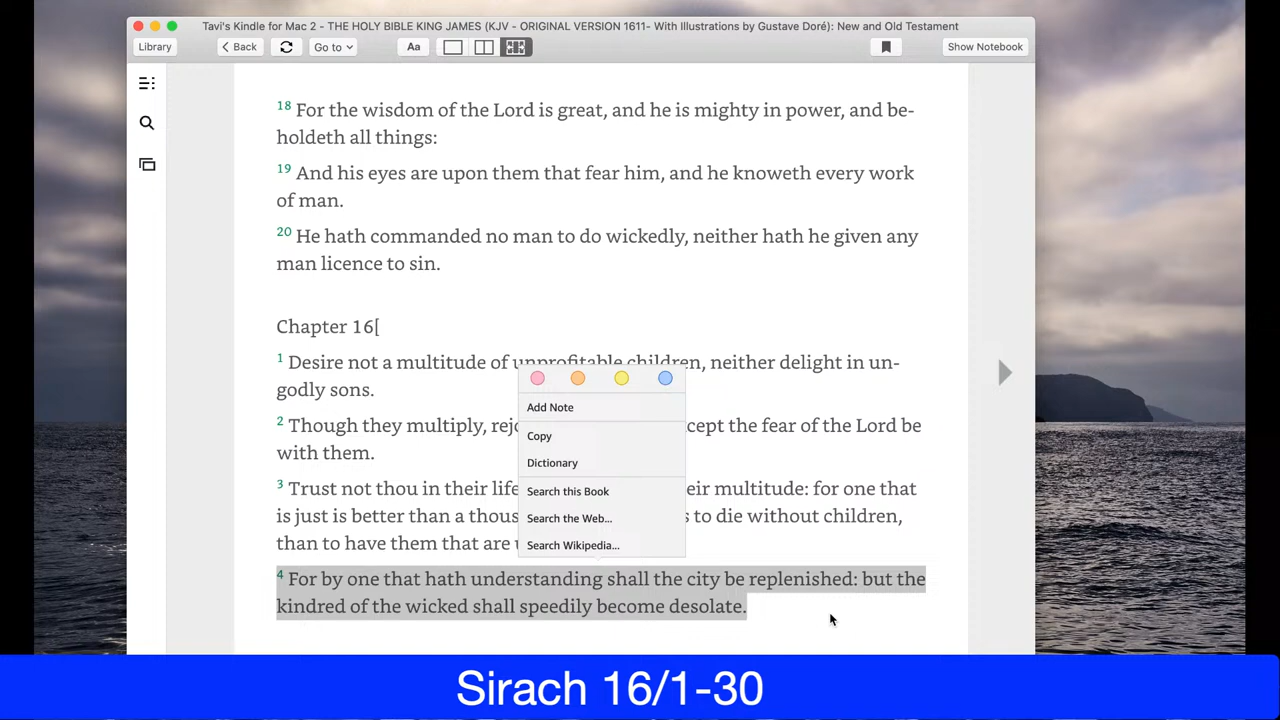 Tavi's Kindle for Mac 2 - THE HOLY BIBLE KING JAMES (KJV - ORIGINAL VERSION 1611- With Illustrations by Gustave Doré): New and Old Testament
Library Back Go to Aa Show Notebook
18 For the wisdom of the Lord is great, and he is mighty in power, and be-
holdeth all things:
19 And his eyes are upon them that fear him, and he knoweth every work
of man.
20 He hath commanded no man to do wickedly, neither hath he given any
man licence to sin.
Chapter 16[
1 Desire not a multitude of unprofitable children, neither delight in un-
godly sons.
2 Though they multiply, cept the fear of the Lord be
with them.
3 Trust not thou in their life eir multitude: for one that
is just is better than a thous s to die without children,
than to have them that are
4 For by one that hath understanding shall the city be replenished: but the
kindred of the wicked shall speedily become desolate.
Add Note
Copy
Dictionary
Search this Book
Search the Web...
Search Wikipedia...
Sirach 16/1-30